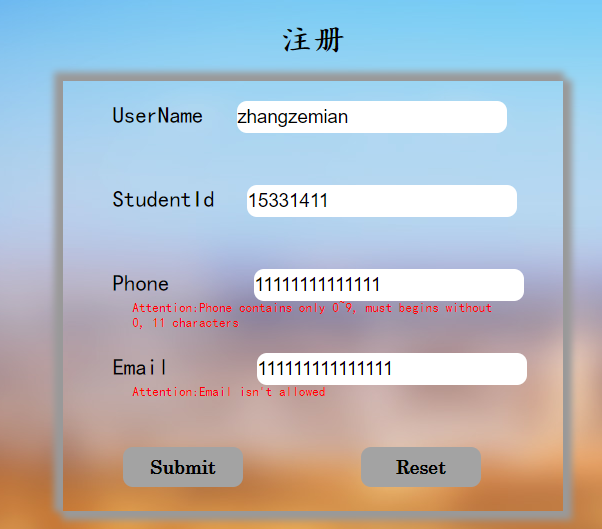 注册
UserName zhangzemian
StudentId 15331411
Phone 11111111111111
Attention:Phone contains only 0~9, must begins without
0, 11 characters
Email 111111111111111
Attention:Email isn't allowed
Submit Reset